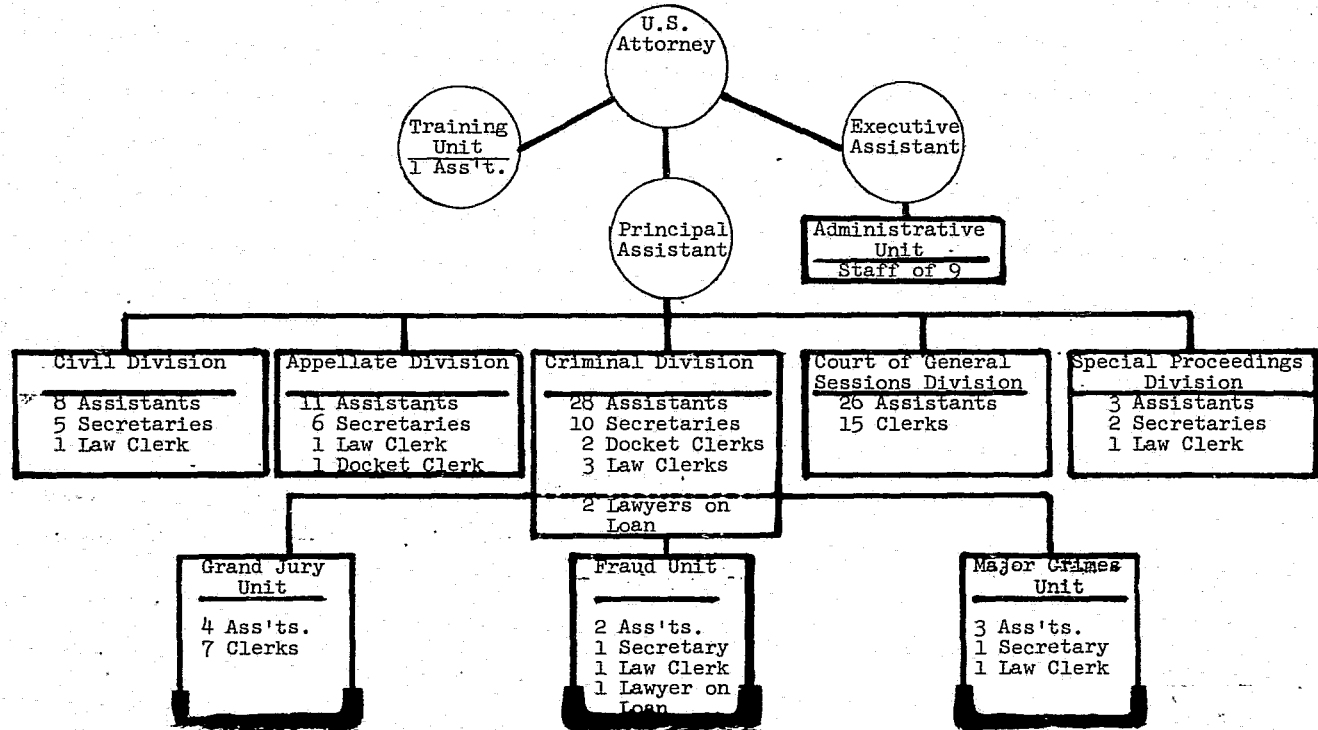 U.S.
Attorney
Training
Unit
1 Ass't.
Executive
Assistant
Principal
Assistant
Administrative
Unit
Staff of 9
Civil Division
8 Assistants
5 Secretaries
1 Law Clerk
Appellate Division
11 Assistants
6 Secretaries
1 Law Clerk
1 Docket Clerk
Criminal Division
28 Assistants
10 Secretaries
2 Docket Clerks
3 Law Clerks
2 Lawyers on
Loan
Court of General
Sessions Division
26 Assistants
15 Clerks
Special Proceedings
Division
3 Assistants
2 Secretaries
1 Law Clerk
Grand Jury
Unit
4 Ass'ts.
7 Clerks
Fraud Unit
2 Ass'ts.
1 Secretary
1 Law Clerk
1 Lawyer on
Loan
Major Crimes
Unit
3 Ass'ts.
1 Secretary
1 Law Clerk